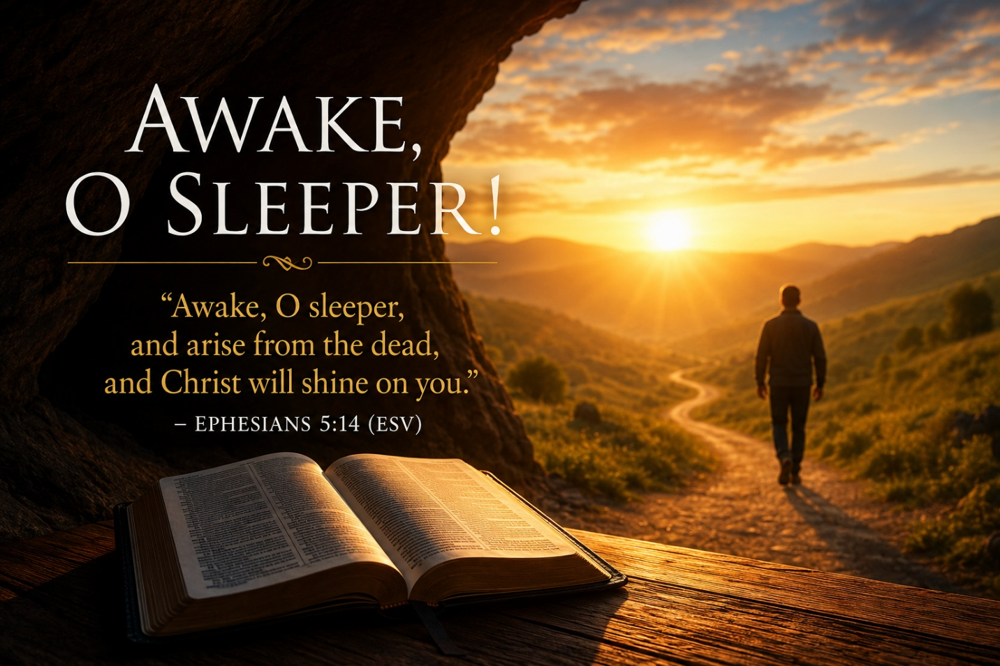 AWAKE,
O SLEEPER!
“Awake, O sleeper,
and arise from the dead,
and Christ will shine on you.”
– EPHESIANS 5:14 (ESV)